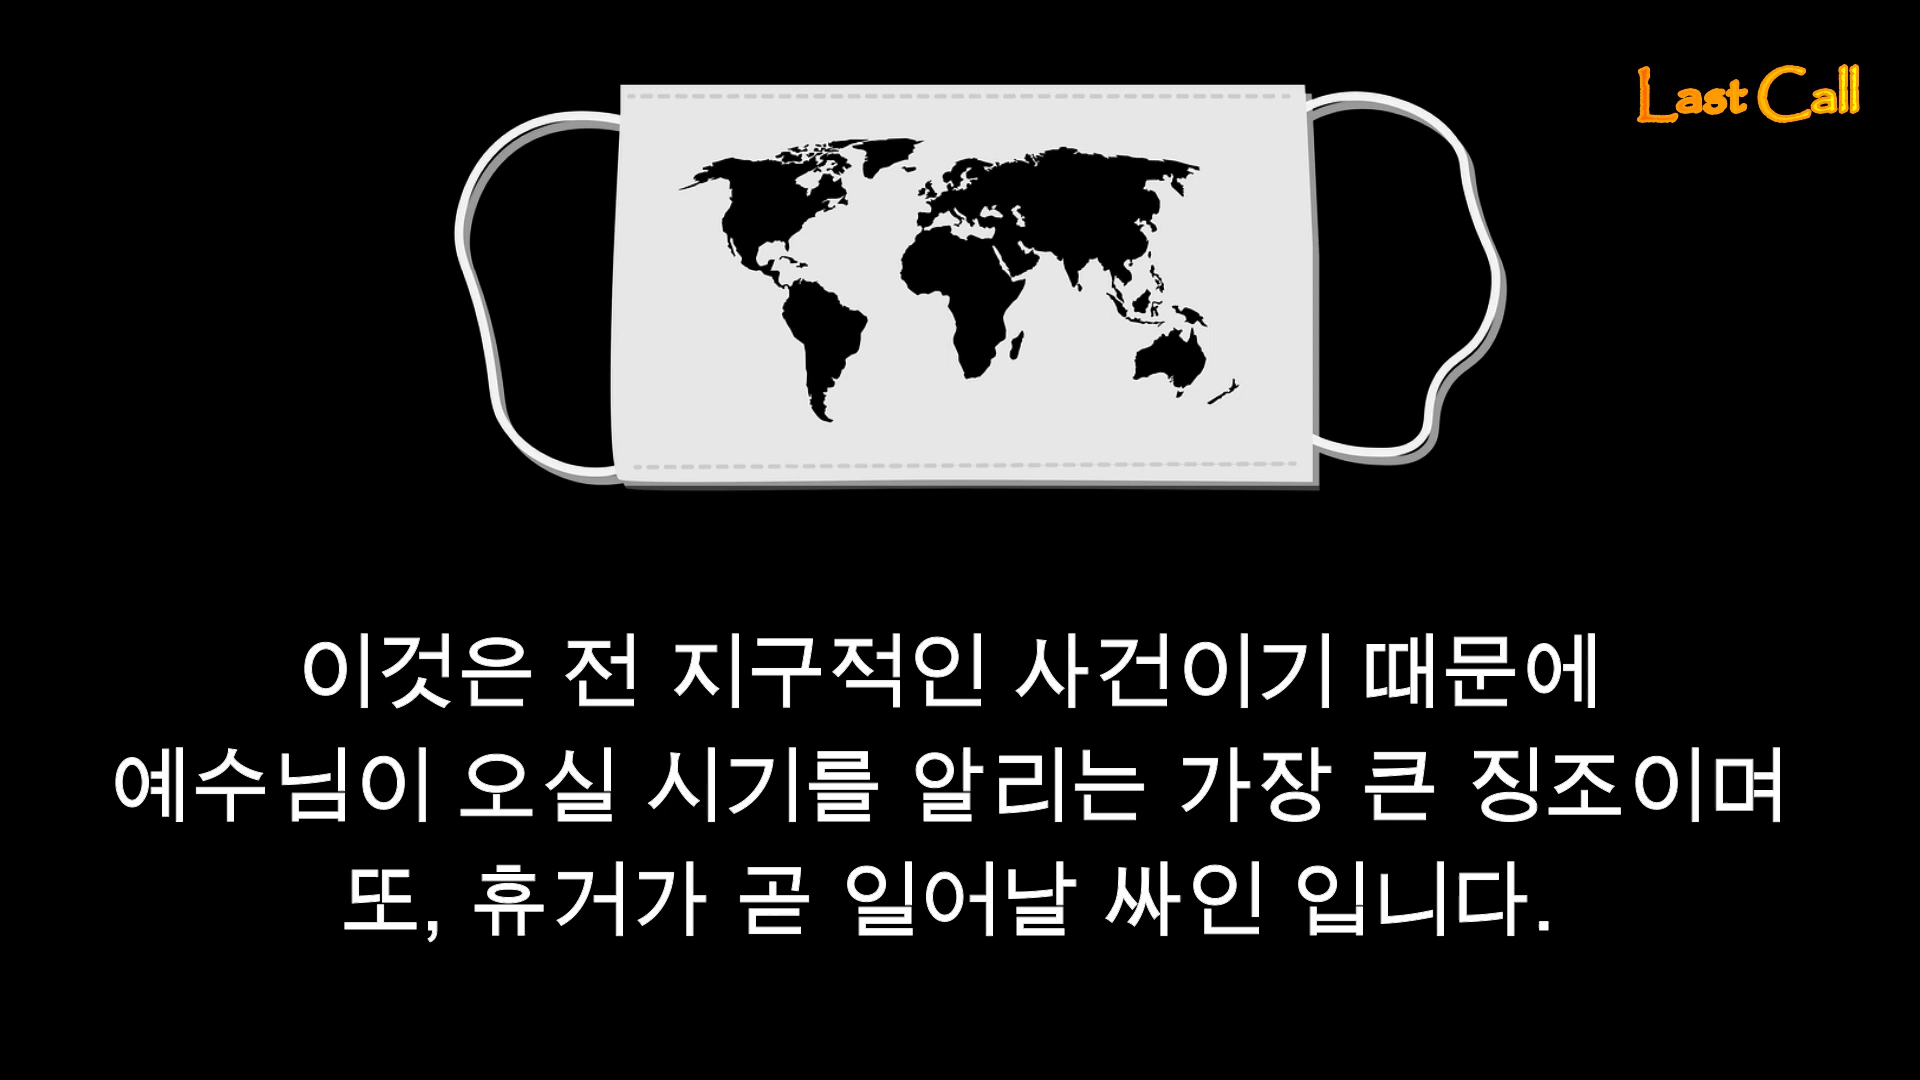 Last Call
이것은 전 지구적인 사건이기 때문에
예수님이 오실 시기를 알리는 가장 큰 징조이며
또, 휴거가 곧 일어날 싸인 입니다.